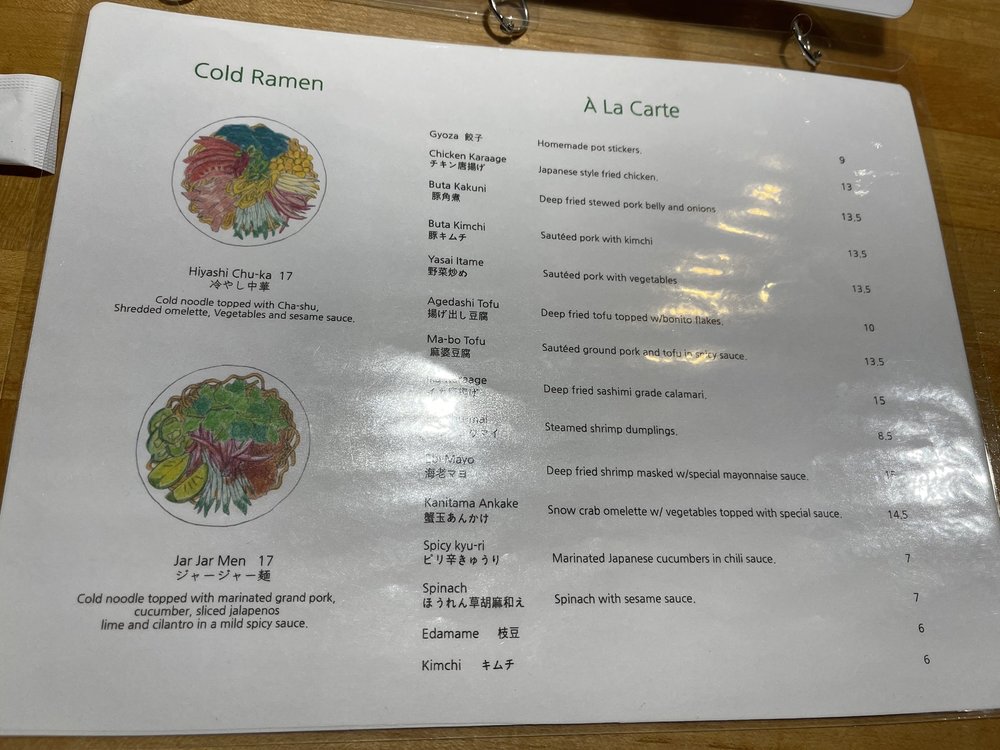 Cold Ramen
Hiyashi Chu-ka 17
冷やし中華
Cold noodle topped with Cha-shu,
Shredded omelette, Vegetables and sesame sauce.
Jar Jar Men 17
ジャージャー麺
Cold noodle topped with marinated grand pork,
cucumber, sliced jalapenos
lime and cilantro in a mild spicy sauce.
À La Carte
Gyoza 餃子 Homemade pot stickers. 9
Chicken Karaage Japanese style fried chicken. 13
チキン唐揚げ
Buta Kakuni Deep fried stewed pork belly and onions 13.5
豚角煮
Buta Kimchi Sautéed pork with kimchi 13.5
豚キムチ
Yasai Itame Sautéed pork with vegetables 13.5
野菜炒め
Agedashi Tofu Deep fried tofu topped w/bonito flakes. 10
揚げ出し豆腐
Ma-bo Tofu Sautéed ground pork and tofu in spicy sauce. 13.5
麻婆豆腐
Deep fried sashimi grade calamari. 15
Steamed shrimp dumplings. 8.5
Mayo Deep fried shrimp masked w/special mayonnaise sauce.
海老マヨ
Kanitama Ankake Snow crab omelette w/ vegetables topped with special sauce. 14.5
蟹玉あんかけ
Spicy kyu-ri Marinated Japanese cucumbers in chili sauce. 7
ピリ辛きゅうり
Spinach Spinach with sesame sauce. 7
ほうれん草胡麻和え
Edamame 枝豆 6
Kimchi キムチ 6